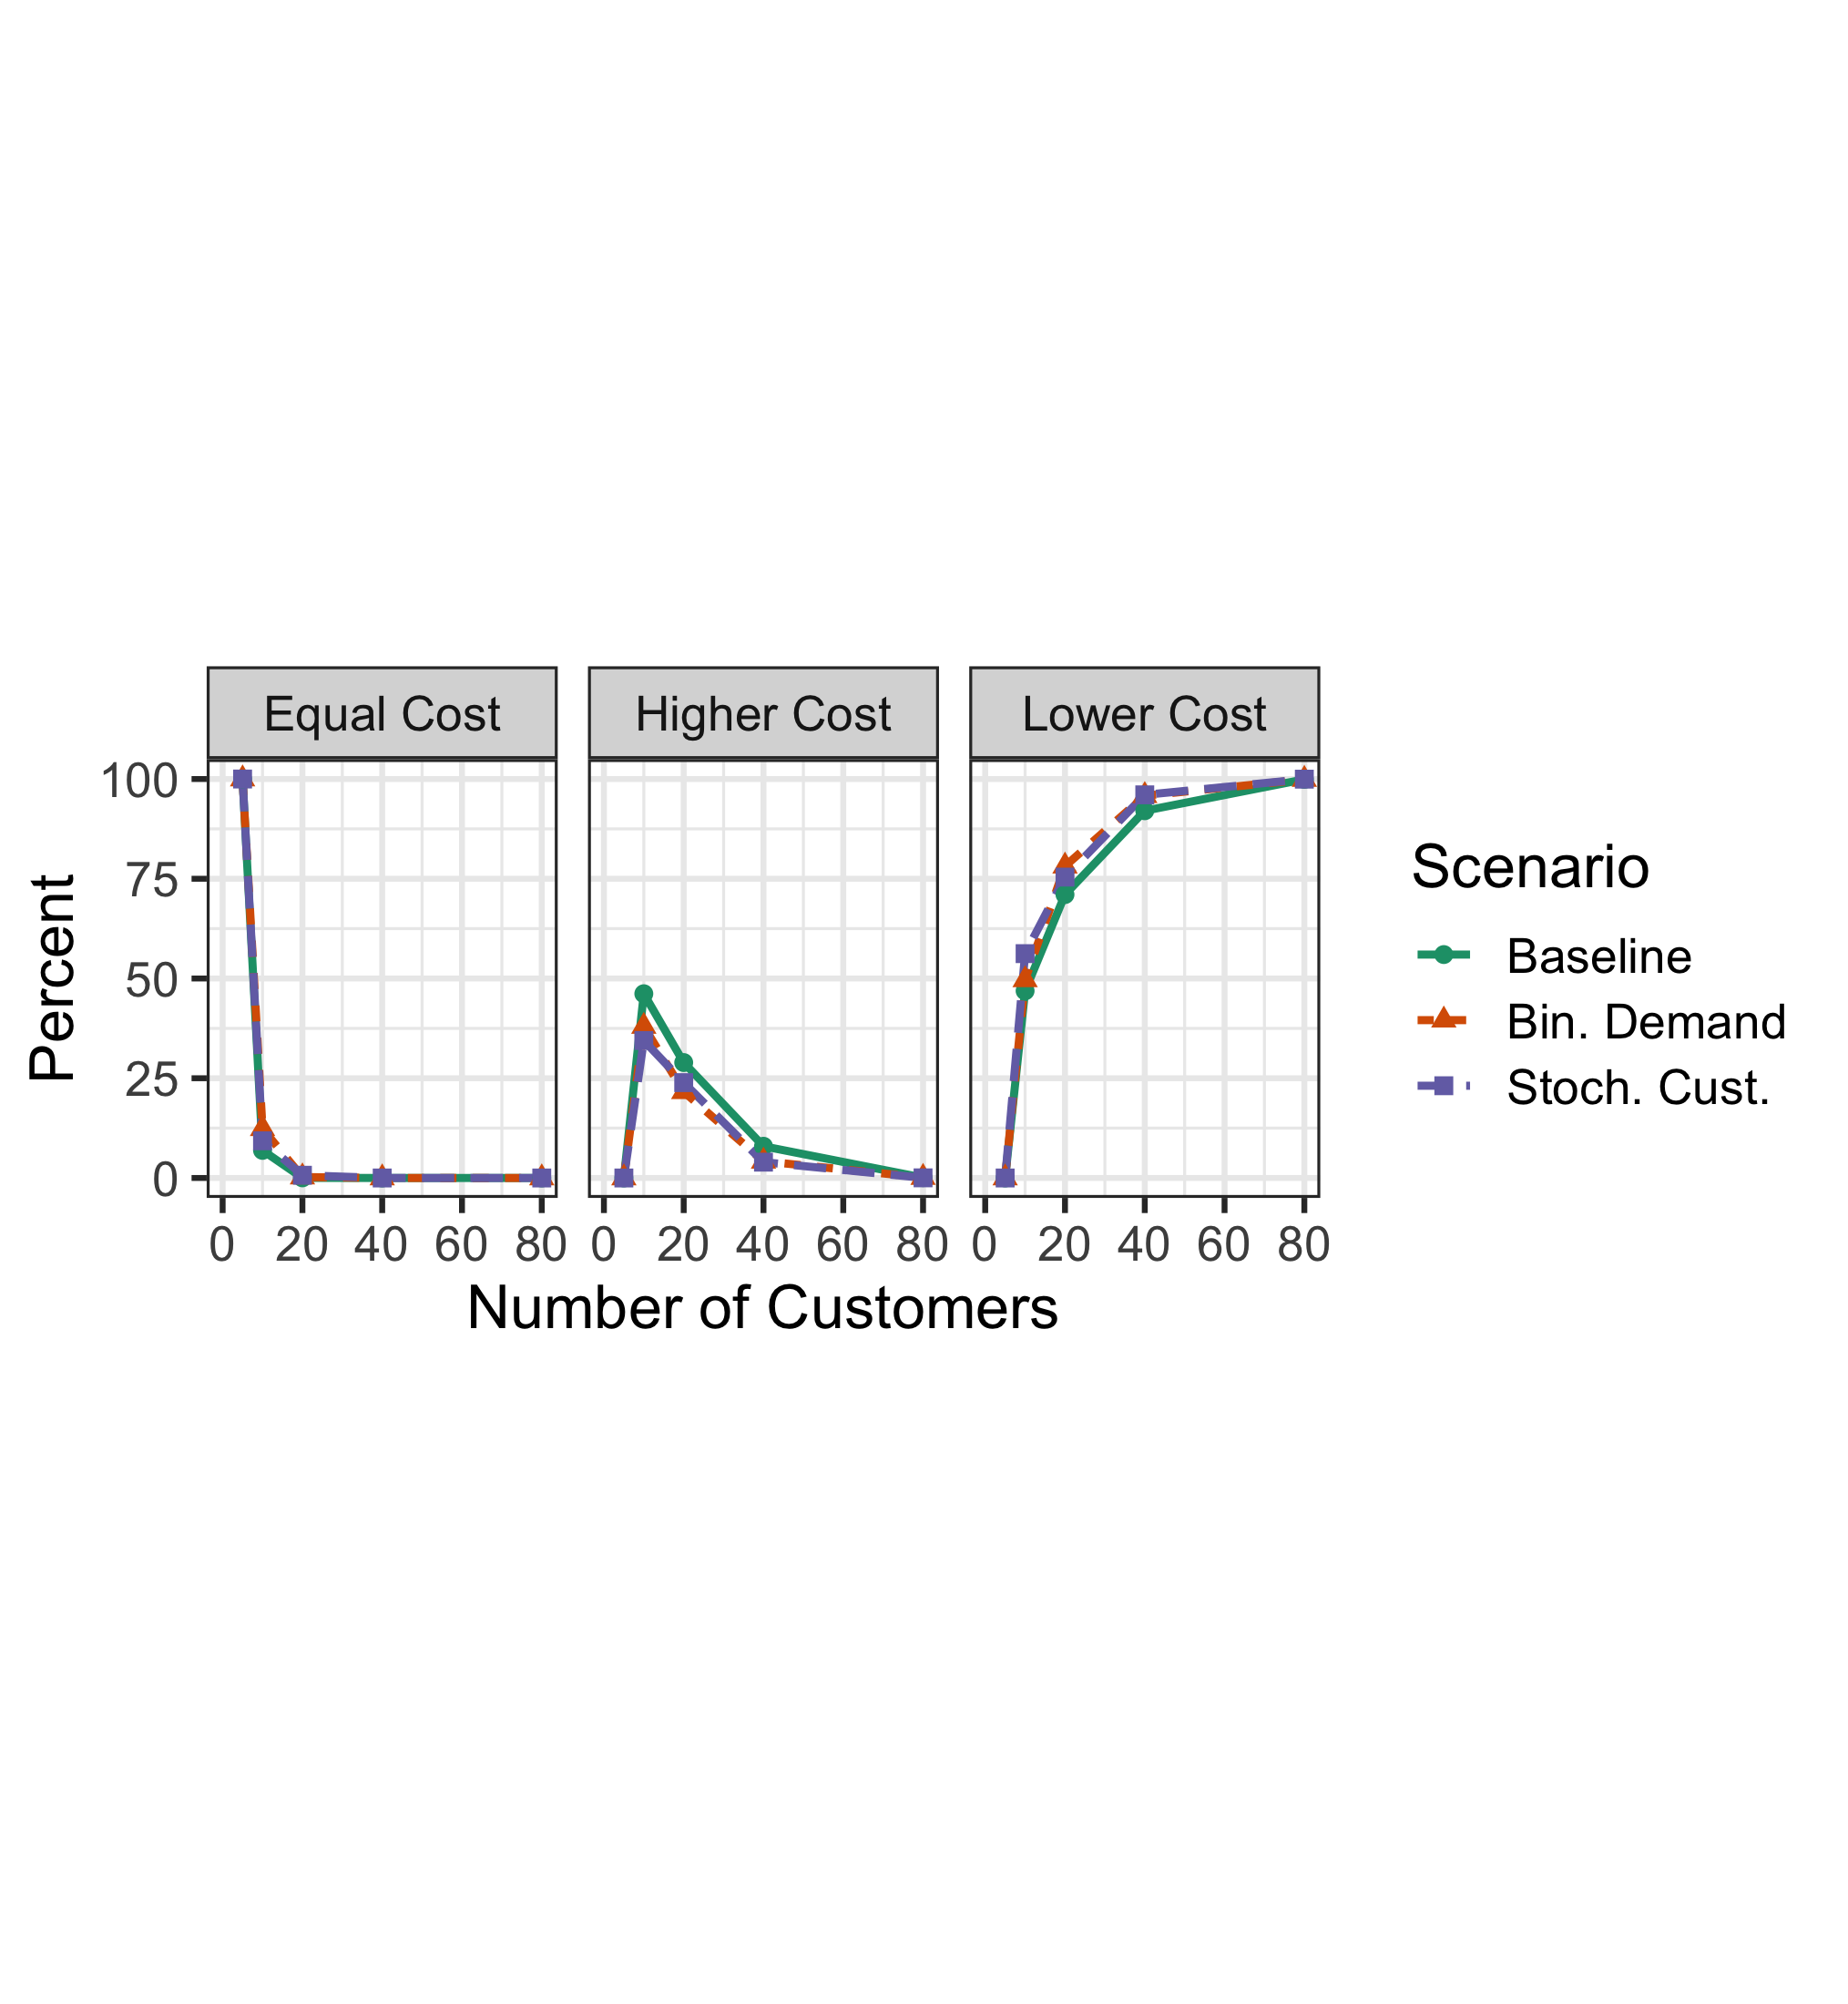 Equal Cost Higher Cost Lower Cost
100
75
50
25
0
Percent
0 20 40 60 80 0 20 40 60 80 0 20 40 60 80
Number of Customers
Scenario
Baseline
Bin. Demand
Stoch. Cust.